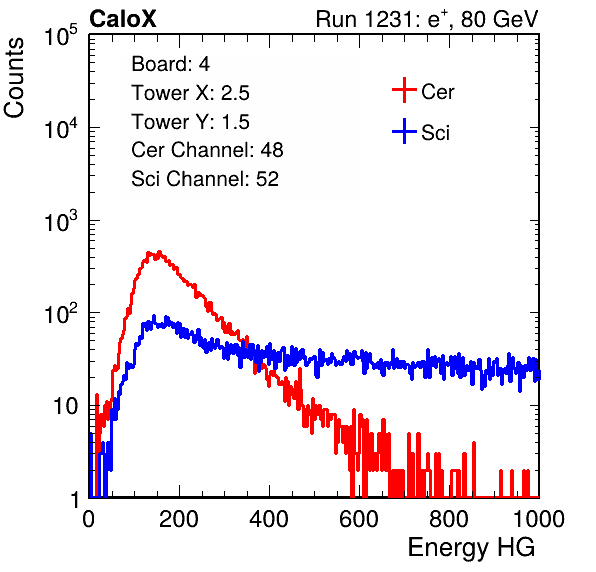 CaloX Run 1231: e⁺, 80 GeV
Counts
10⁵
10⁴
10³
10²
10
1
Board: 4
Tower X: 2.5
Tower Y: 1.5
Cer Channel: 48
Sci Channel: 52
Cer
Sci
0 200 400 600 800 1000
Energy HG